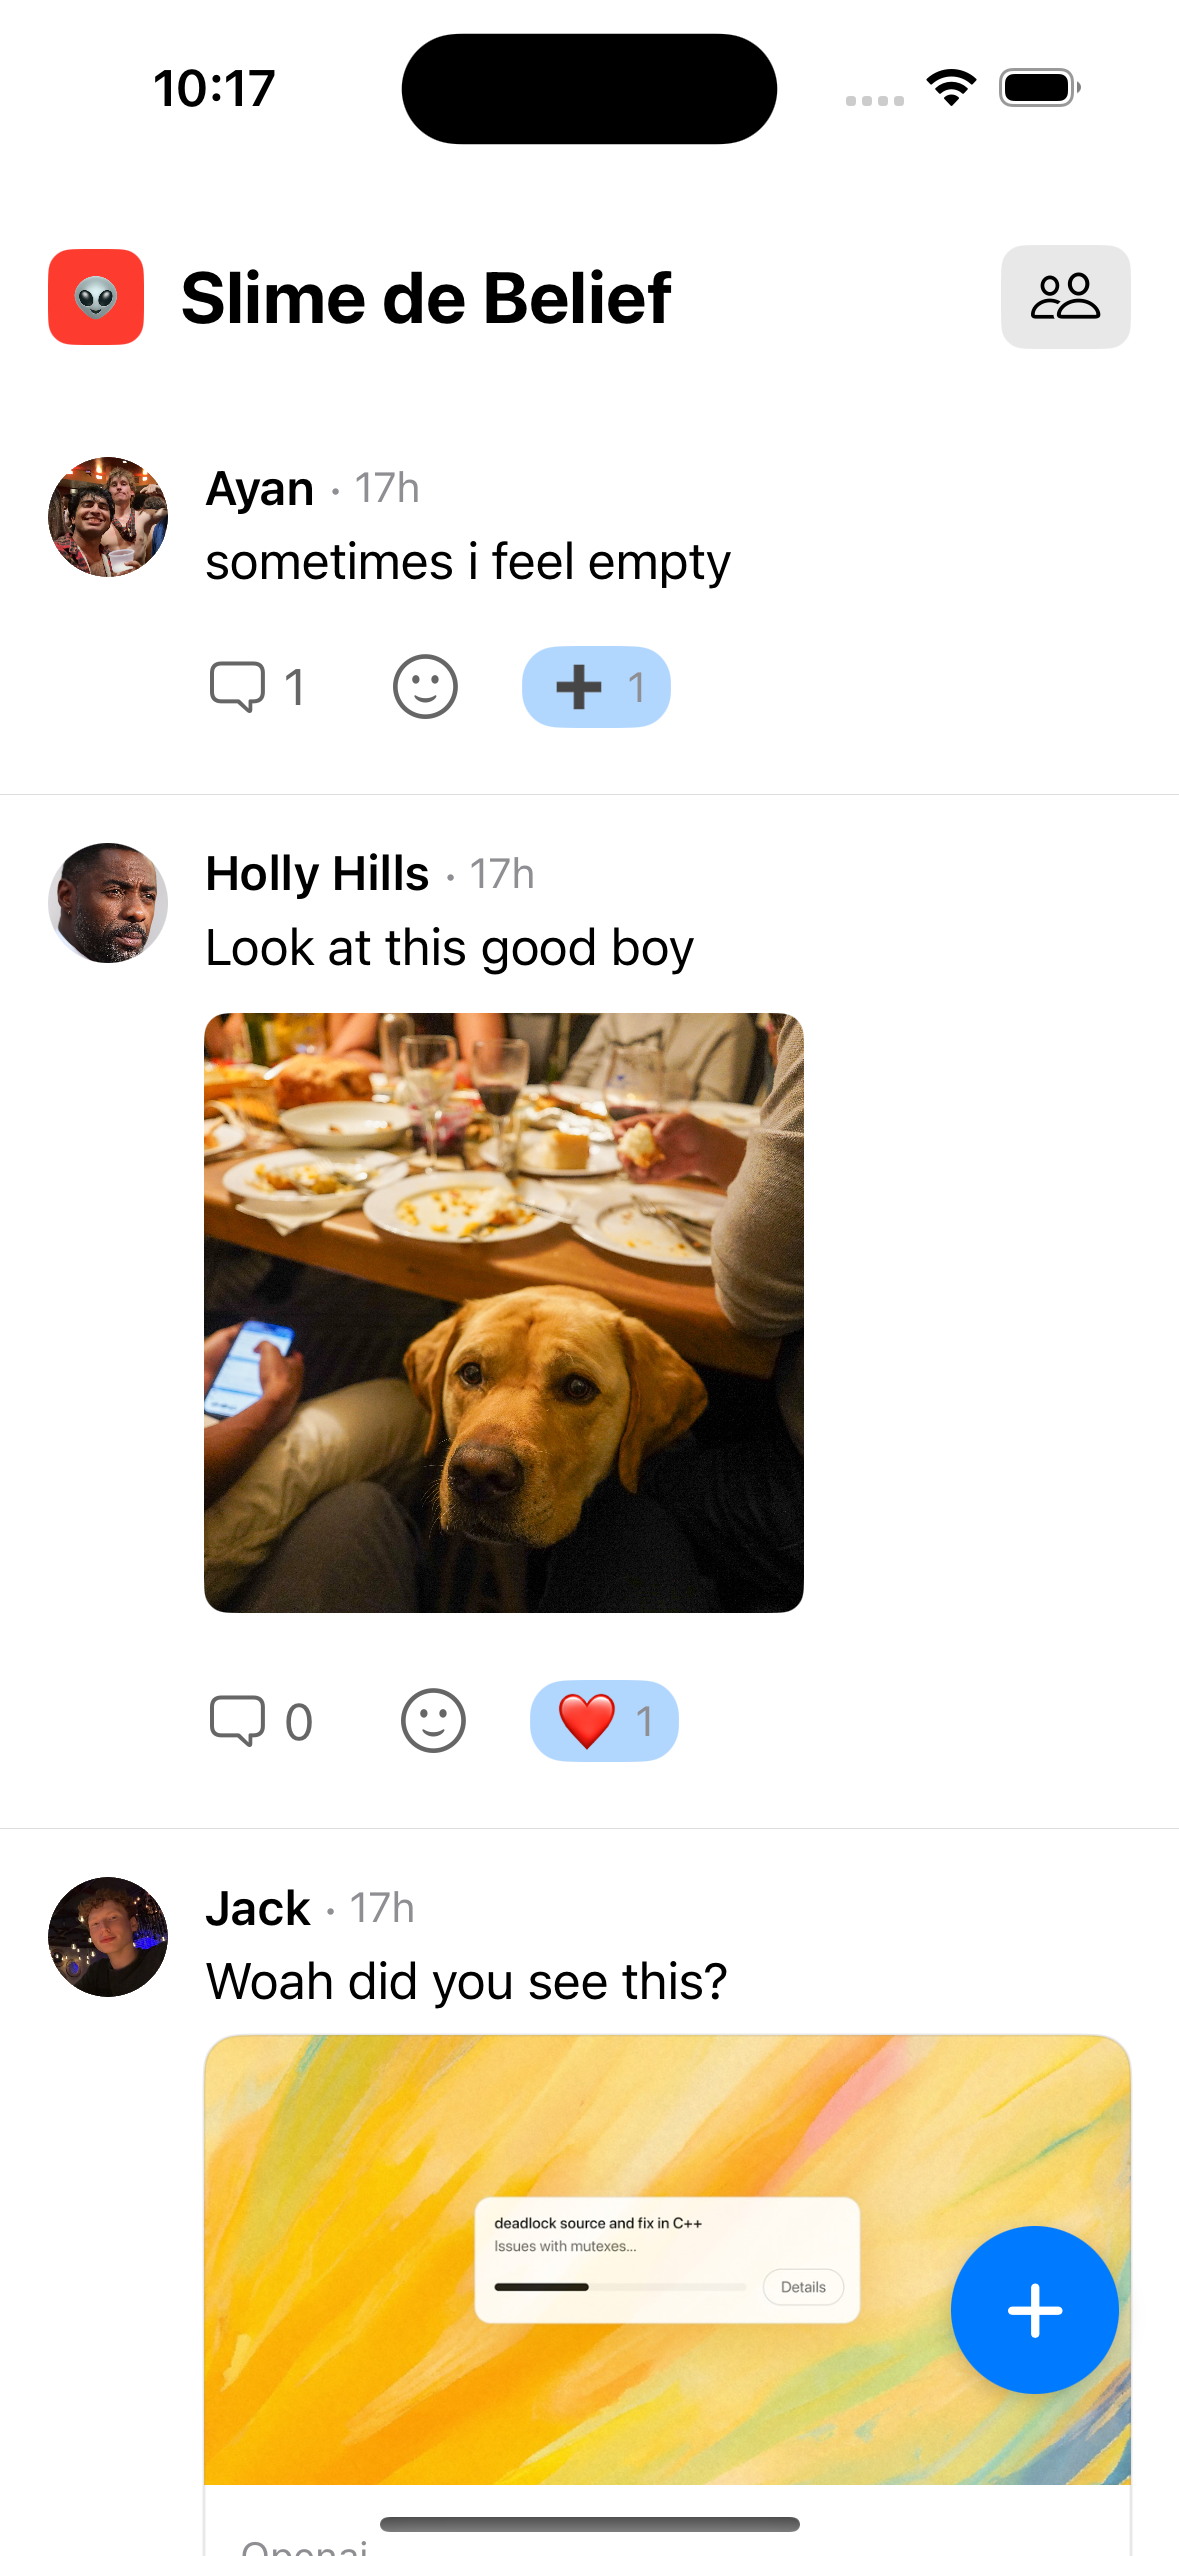 10:17
Slime de Belief
Ayan · 17h
sometimes i feel empty
1
1
Holly Hills · 17h
Look at this good boy
0
1
Jack · 17h
Woah did you see this?
deadlock source and fix in C++
Issues with mutexes...
Details
Openai